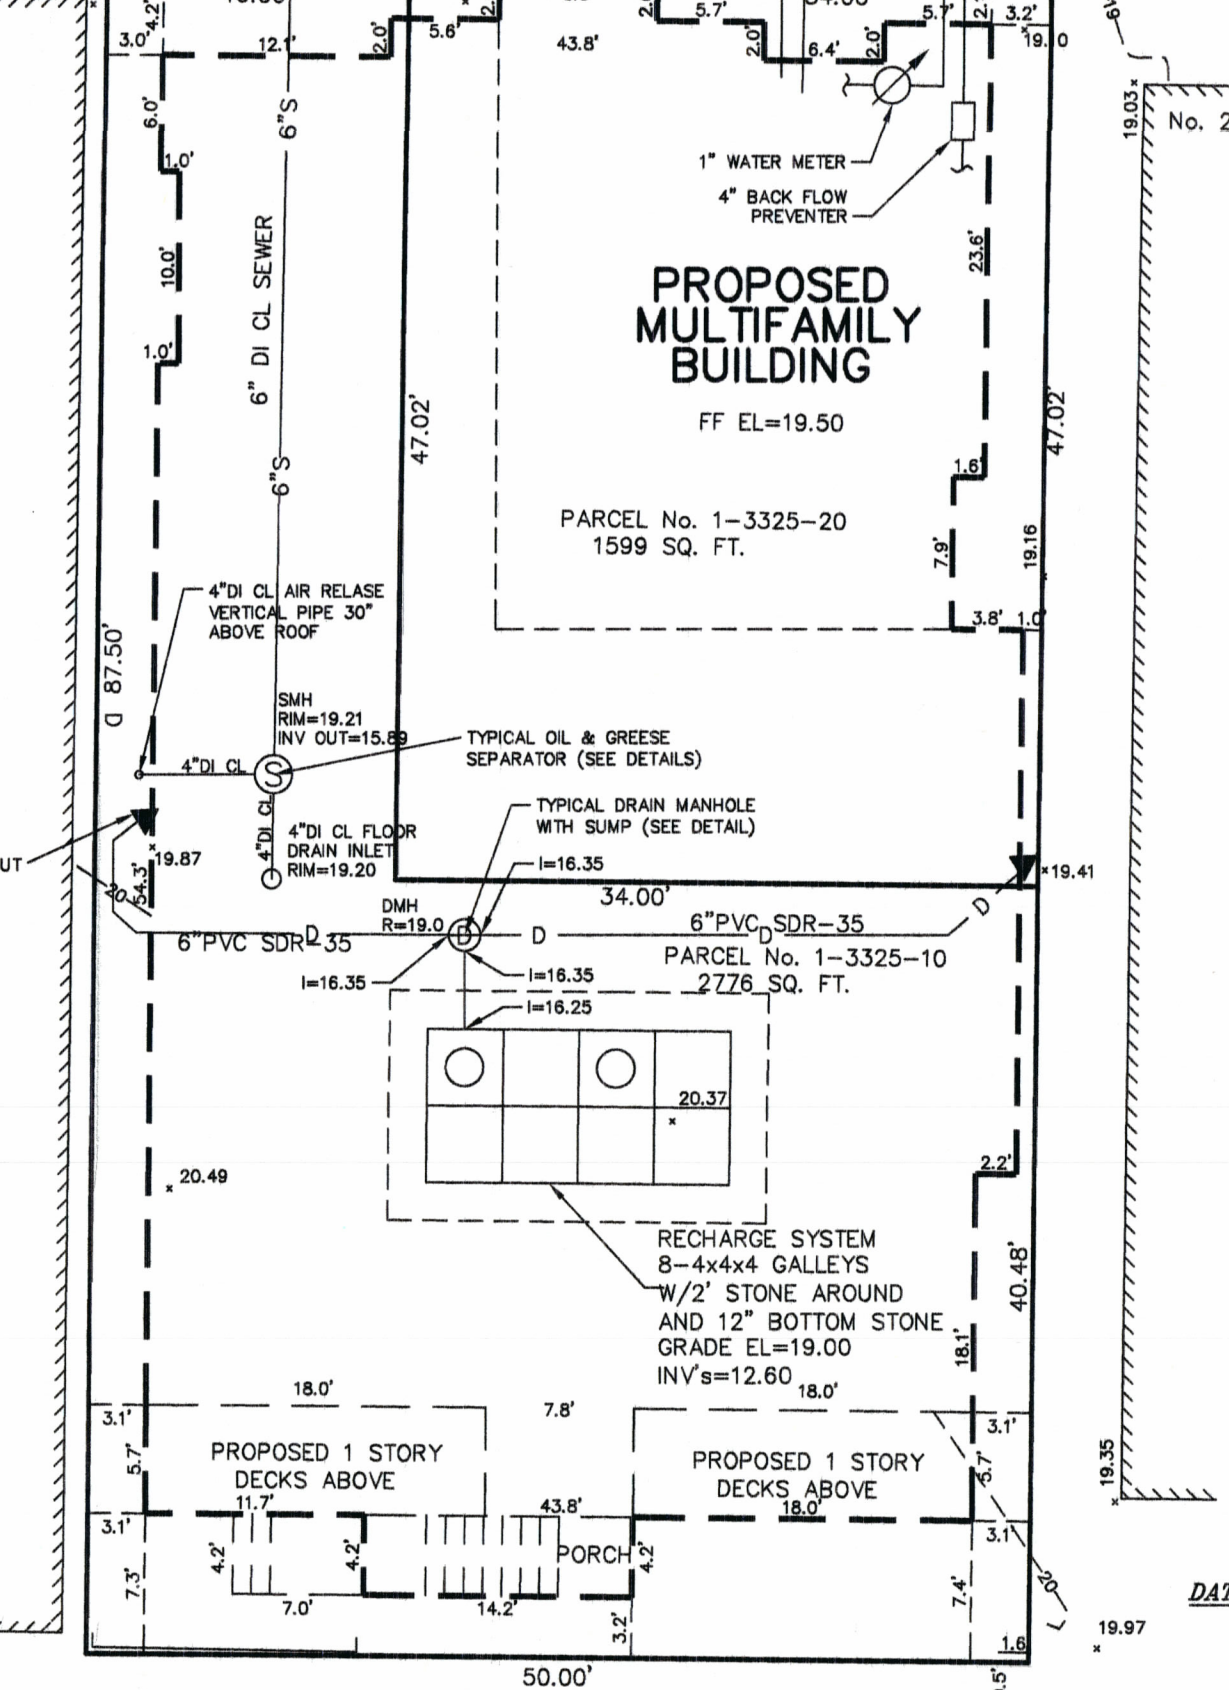 3.0'
4.2'
12.1'
2.0'
5.6'
43.8'
5.7'
2.0'
6.4'
2.0'
5.7'
3.2'
19.10
6.0'
1.0'
10.0'
1.0'
6"S
6" DI CL SEWER
6"S
1" WATER METER
4" BACK FLOW
PREVENTER
19.03
No. 2
23.6'
PROPOSED
MULTIFAMILY
BUILDING
FF EL=19.50
47.02'
47.02'
1.6'
PARCEL No. 1-3325-20
1599 SQ. FT.
7.9'
19.16
3.8'
1.0'
4"DI CL AIR RELASE
VERTICAL PIPE 30"
ABOVE ROOF
D 87.50'
SMH
RIM=19.21
INV OUT=15.89
TYPICAL OIL & GREESE
SEPARATOR (SEE DETAILS)
4"DI CL
S
4"DI CL
4"DI CL FLOOR
DRAIN INLET
RIM=19.20
TYPICAL DRAIN MANHOLE
WITH SUMP (SEE DETAIL)
I=16.35
UT
19.87
54.3'
20
19.41
34.00'
DMH
R=19.0
D
6"PVC SDR-35
D
D
6"PVC SDR-35
D
D
PARCEL No. 1-3325-10
2776 SQ. FT.
I=16.35
I=16.35
I=16.25
20.37
20.49
2.2'
RECHARGE SYSTEM
8-4x4x4 GALLEYS
W/2' STONE AROUND
AND 12" BOTTOM STONE
GRADE EL=19.00
INV's=12.60
40.48'
18.1'
18.0'
7.8'
18.0'
3.1'
3.1'
5.7'
5.7'
PROPOSED 1 STORY
DECKS ABOVE
PROPOSED 1 STORY
DECKS ABOVE
19.35
11.7'
43.8'
18.0'
3.1'
3.1'
4.2'
4.2'
PORCH
4.2'
7.3'
7.0'
14.2'
3.2'
7.4'
20
DAT
19.97
1.6
50.00'